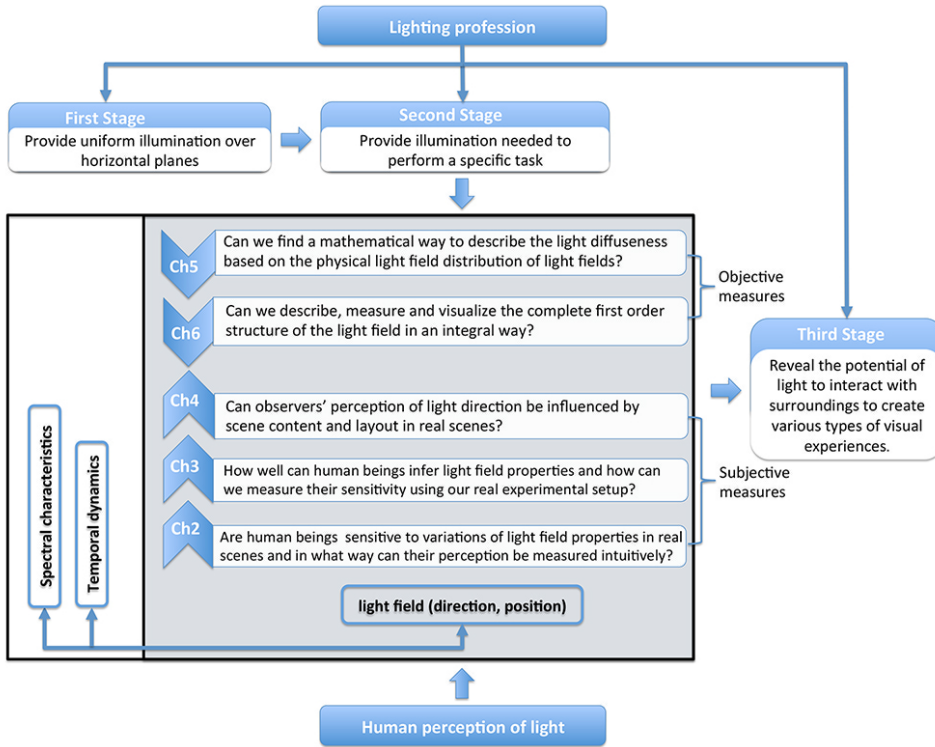 Lighting profession
First Stage
Provide uniform illumination over
horizontal planes
Second Stage
Provide illumination needed to
perform a specific task
Ch5
Can we find a mathematical way to describe the light diffuseness
based on the physical light field distribution of light fields?
Ch6
Can we describe, measure and visualize the complete first order
structure of the light field in an integral way?
Objective
measures
Ch4
Can observers' perception of light direction be influenced by
scene content and layout in real scenes?
Ch3
How well can human beings infer light field properties and how can
we measure their sensitivity using our real experimental setup?
Ch2
Are human beings sensitive to variations of light field properties in real
scenes and in what way can their perception be measured intuitively?
Subjective
measures
Third Stage
Reveal the potential of
light to interact with
surroundings to create
various types of visual
experiences.
Spectral characteristics
Temporal dynamics
light field (direction, position)
Human perception of light